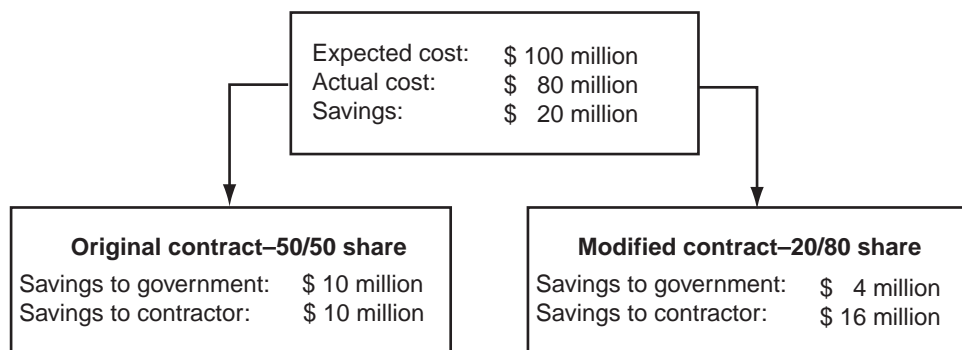 Expected cost: $ 100 million
Actual cost: $ 80 million
Savings: $ 20 million
Original contract–50/50 share
Savings to government: $ 10 million
Savings to contractor: $ 10 million
Modified contract–20/80 share
Savings to government: $ 4 million
Savings to contractor: $ 16 million